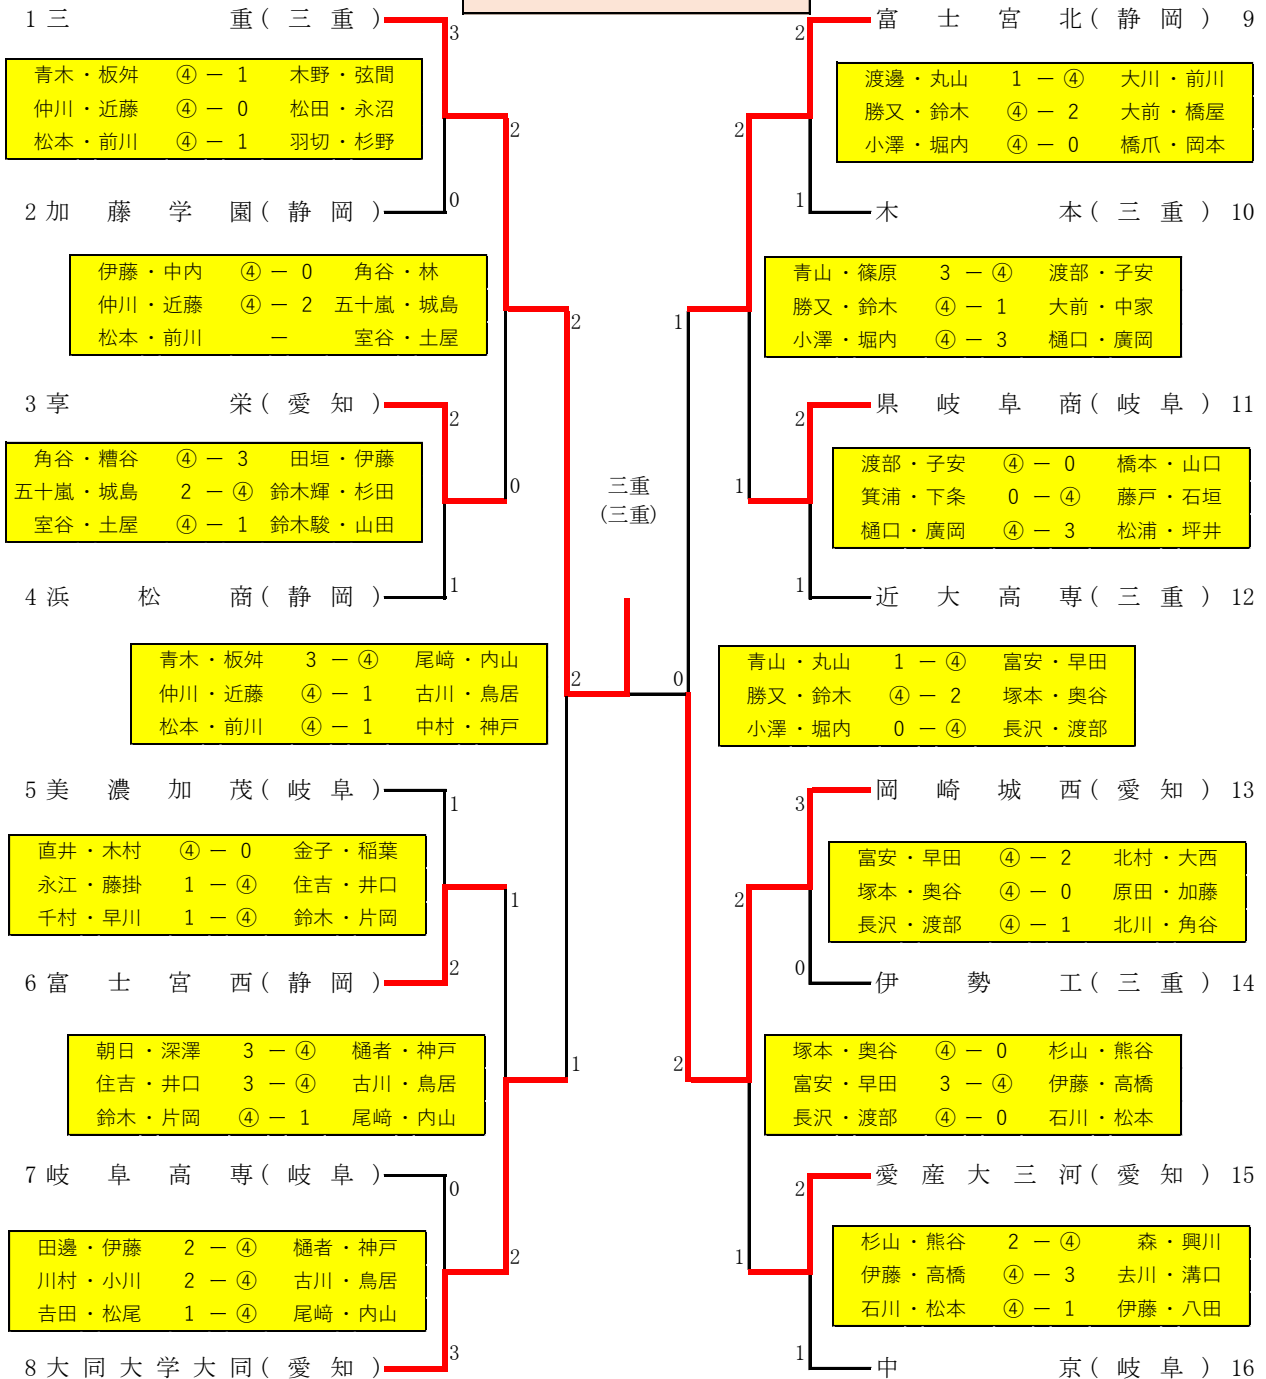 1 三重(三重)
3
青木・板舛 ④ － 1 木野・弦間
仲川・近藤 ④ － 0 松田・永沼
松本・前川 ④ － 1 羽切・杉野
2
0
2 加藤学園(静岡)
伊藤・中内 ④ － 0 角谷・林
仲川・近藤 ④ － 2 五十嵐・城島
松本・前川 － 室谷・土屋
2
3 享栄(愛知)
2
角谷・糟谷 ④ － 3 田垣・伊藤
五十嵐・城島 2 － ④ 鈴木輝・杉田
室谷・土屋 ④ － 1 鈴木駿・山田
0
1
4 浜松商(静岡)
青木・板舛 3 － ④ 尾﨑・内山
仲川・近藤 ④ － 1 古川・鳥居
松本・前川 ④ － 1 中村・神戸
2
5 美濃加茂(岐阜)
1
直井・木村 ④ － 0 金子・稲葉
永江・藤掛 1 － ④ 住吉・井口
千村・早川 1 － ④ 鈴木・片岡
1
2
6 富士宮西(静岡)
朝日・深澤 3 － ④ 樋者・神戸
住吉・井口 3 － ④ 古川・鳥居
鈴木・片岡 ④ － 1 尾﨑・内山
1
7 岐阜高専(岐阜)
0
田邊・伊藤 2 － ④ 樋者・神戸
川村・小川 2 － ④ 古川・鳥居
吉田・松尾 1 － ④ 尾﨑・内山
2
3
8 大同大学大同(愛知)
三重
(三重)
富士宮北(静岡) 9
2
渡邊・丸山 1 － ④ 大川・前川
勝又・鈴木 ④ － 2 大前・橋屋
小澤・堀内 ④ － 0 橋爪・岡本
2
1
木本(三重) 10
青山・篠原 3 － ④ 渡部・子安
勝又・鈴木 ④ － 1 大前・中家
小澤・堀内 ④ － 3 樋口・廣岡
1
県岐阜商(岐阜) 11
2
渡部・子安 ④ － 0 橋本・山口
箕浦・下条 0 － ④ 藤戸・石垣
樋口・廣岡 ④ － 3 松浦・坪井
1
1
近大高専(三重) 12
青山・丸山 1 － ④ 富安・早田
勝又・鈴木 ④ － 2 塚本・奥谷
小澤・堀内 0 － ④ 長沢・渡部
0
岡崎城西(愛知) 13
3
富安・早田 ④ － 2 北村・大西
塚本・奥谷 ④ － 0 原田・加藤
長沢・渡部 ④ － 1 北川・角谷
2
0
伊勢工(三重) 14
塚本・奥谷 ④ － 0 杉山・熊谷
富安・早田 3 － ④ 伊藤・高橋
長沢・渡部 ④ － 0 石川・松本
2
愛産大三河(愛知) 15
2
杉山・熊谷 2 － ④ 森・興川
伊藤・高橋 ④ － 3 去川・溝口
石川・松本 ④ － 1 伊藤・八田
1
1
中京(岐阜) 16